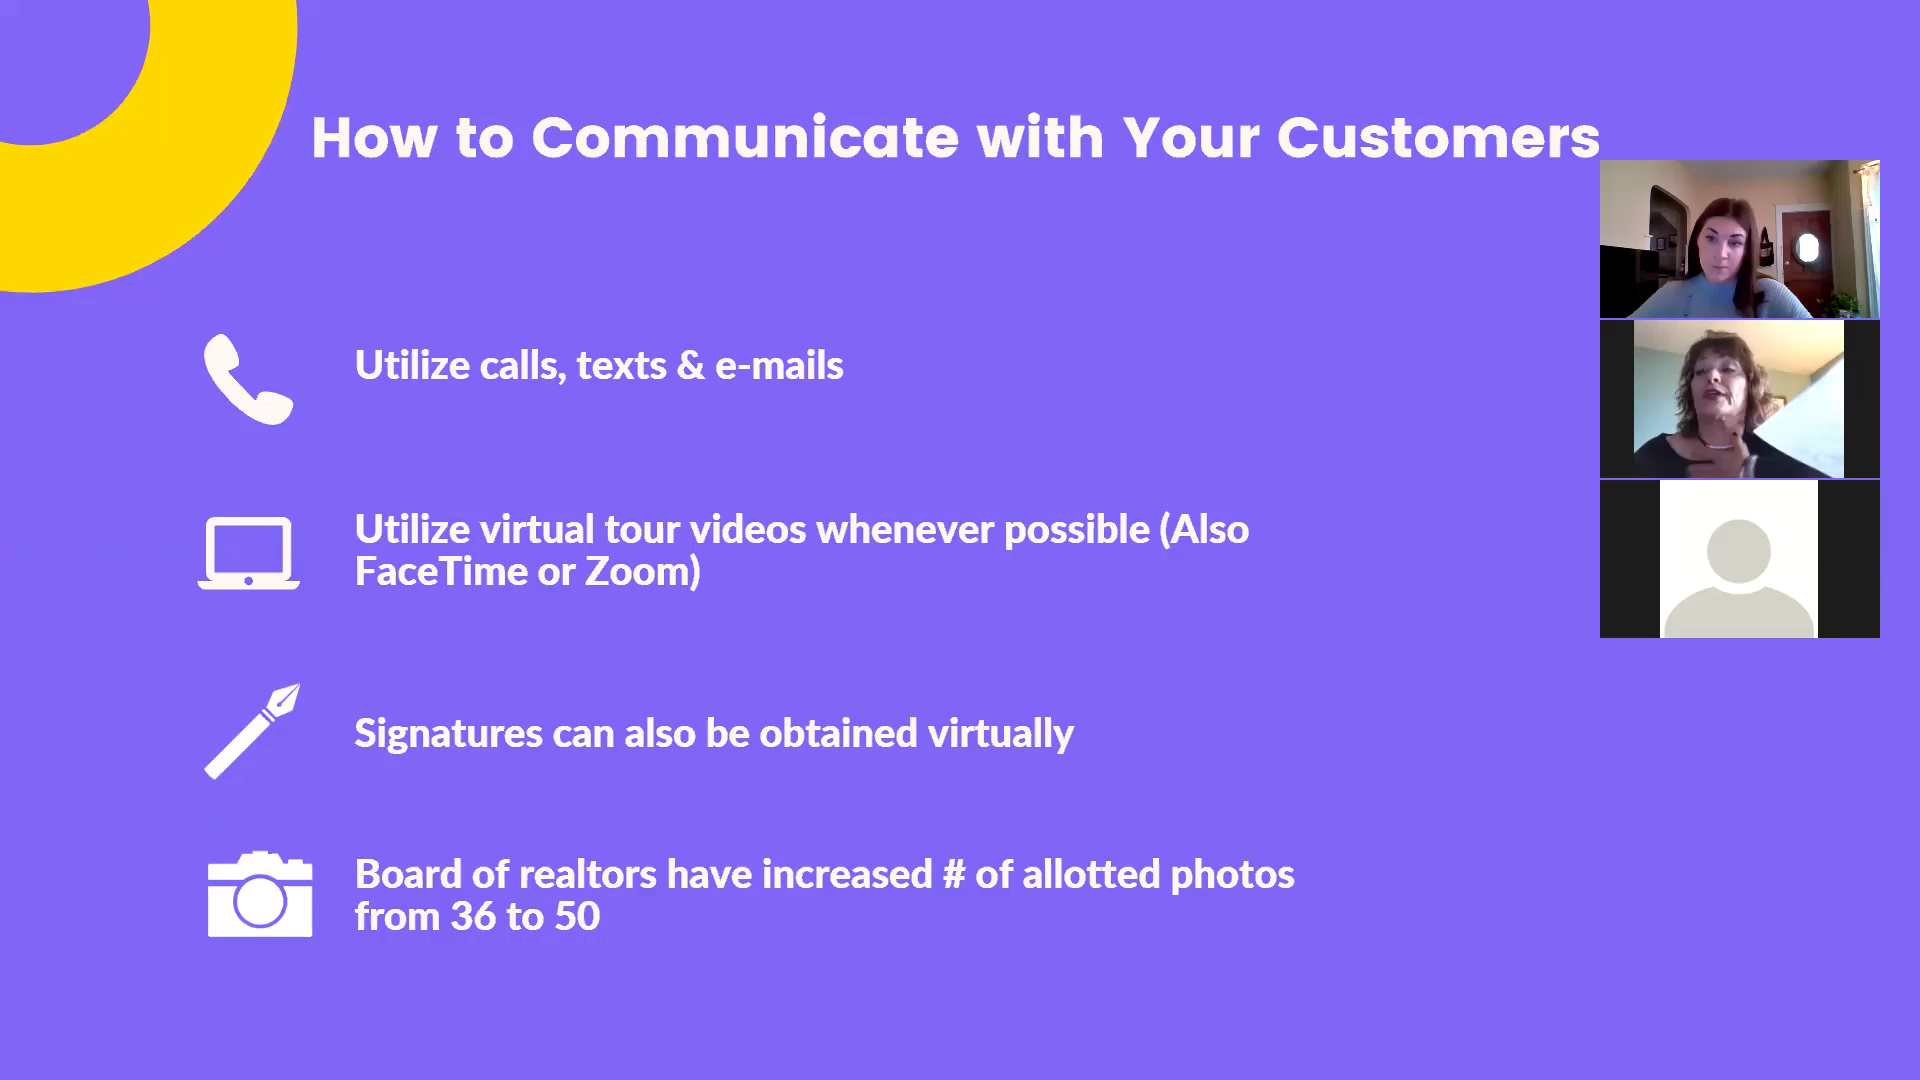 How to Communicate with Your Customers
Utilize calls, texts & e-mails
Utilize virtual tour videos whenever possible (Also
FaceTime or Zoom)
Signatures can also be obtained virtually
Board of realtors have increased # of allotted photos
from 36 to 50